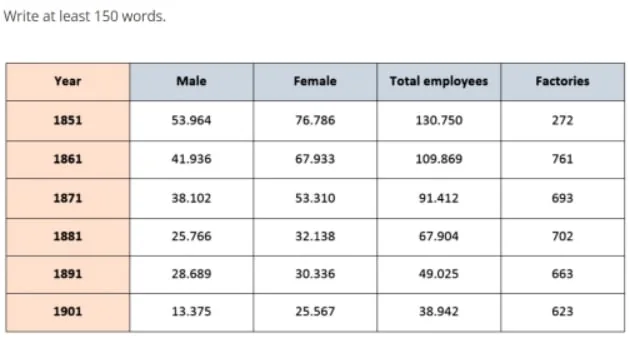 Write at least 150 words.
Year Male Female Total employees Factories
1851 53.964 76.786 130.750 272
1861 41.936 67.933 109.869 761
1871 38.102 53.310 91.412 693
1881 25.766 32.138 67.904 702
1891 28.689 30.336 49.025 663
1901 13.375 25.567 38.942 623